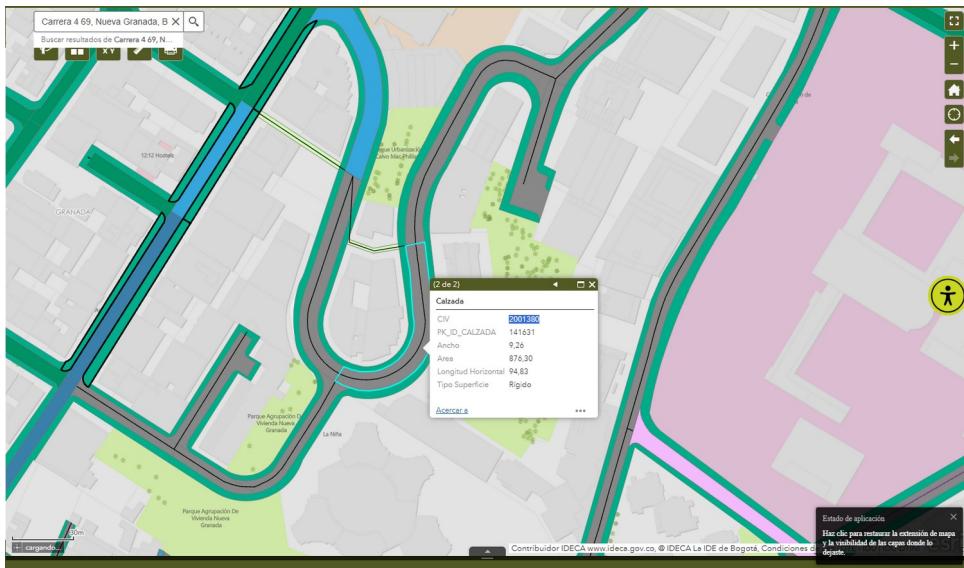 Carrera 4 69, Nueva Granada, B
Buscar resultados de Carrera 4 69, N...
X Y
12:12 Hostels
GRANADA
Parque Agrupación De
Vivienda Nueva
Granada
La Niña
Parque Agrupación De
Vivienda Nueva
Granada
(2 de 2)
Calzada
CIV 2001380
PK_ID_CALZADA 141631
Ancho 9,26
Area 876,30
Longitud Horizontal 94,83
Tipo Superficie Rígido
Acercar a
30m
cargando...
Contribuidor IDECA www.ideca.gov.co, @ IDECA La IDE de Bogotá, Condiciones d
Estado de aplicación
Haz clic para restaurar la extensión de mapa
y la visibilidad de las capas donde lo
dejaste.